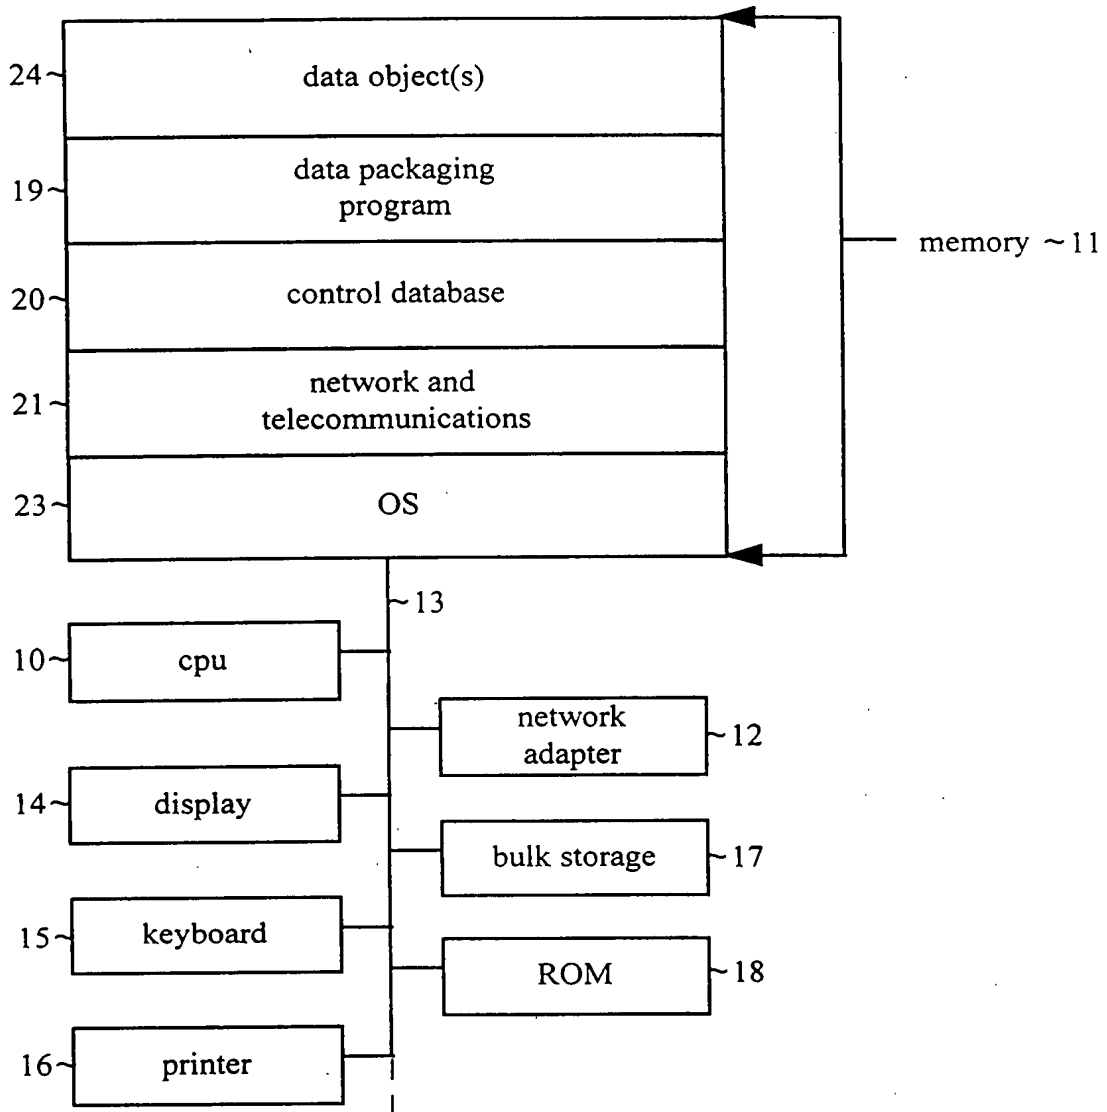 24~ data object(s)
19~ data packaging
program
memory ~11
20~ control database
21~ network and
telecommunications
23~ OS
~13
10~ cpu
network
adapter ~12
14~ display
bulk storage ~17
15~ keyboard
ROM ~18
16~ printer